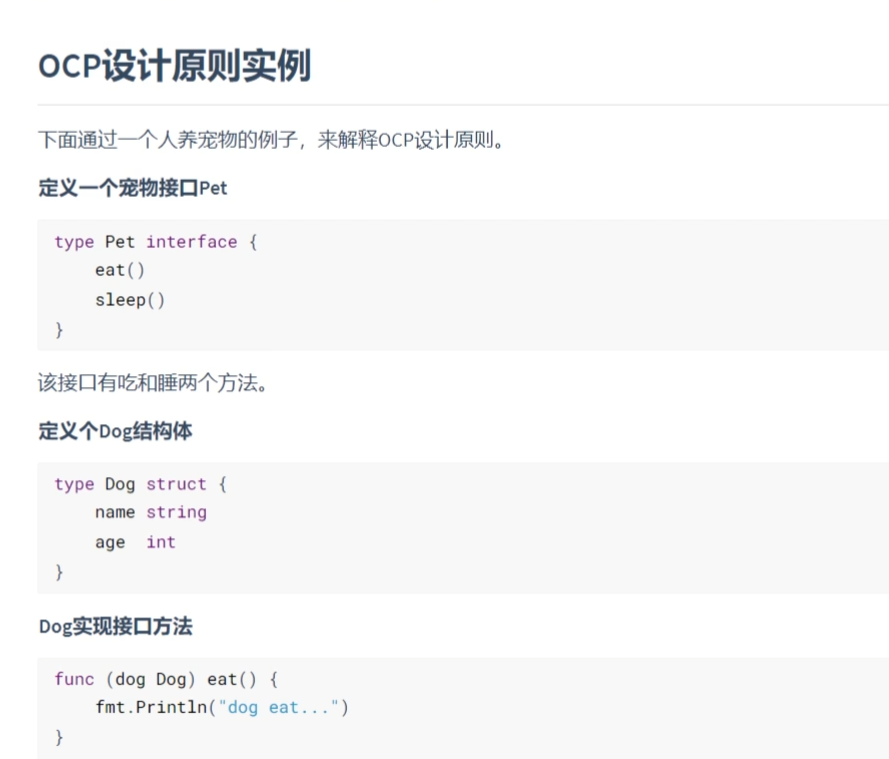 OCP设计原则实例
下面通过一个人养宠物的例子，来解释OCP设计原则。
定义一个宠物接口Pet
type Pet interface {
    eat()
    sleep()
}
该接口有吃和睡两个方法。
定义个Dog结构体
type Dog struct {
    name string
    age  int
}
Dog实现接口方法
func (dog Dog) eat() {
    fmt.Println("dog eat...")
}